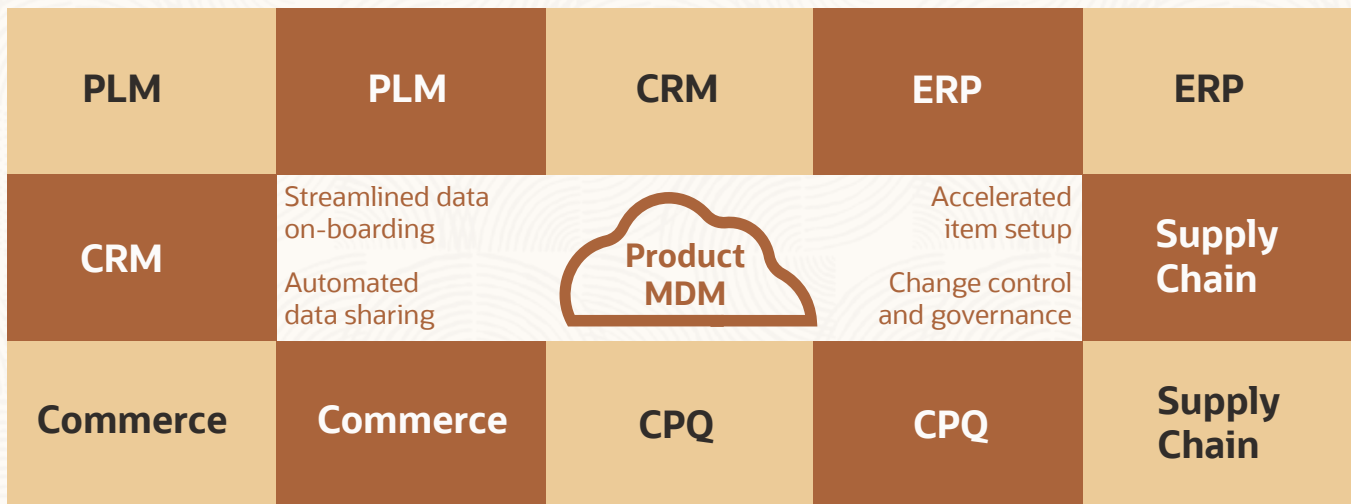 PLM
PLM
CRM
ERP
ERP
CRM
Streamlined data
on-boarding
Automated
data sharing
Product
MDM
Accelerated
item setup
Change control
and governance
Supply
Chain
Commerce
Commerce
CPQ
CPQ
Supply
Chain